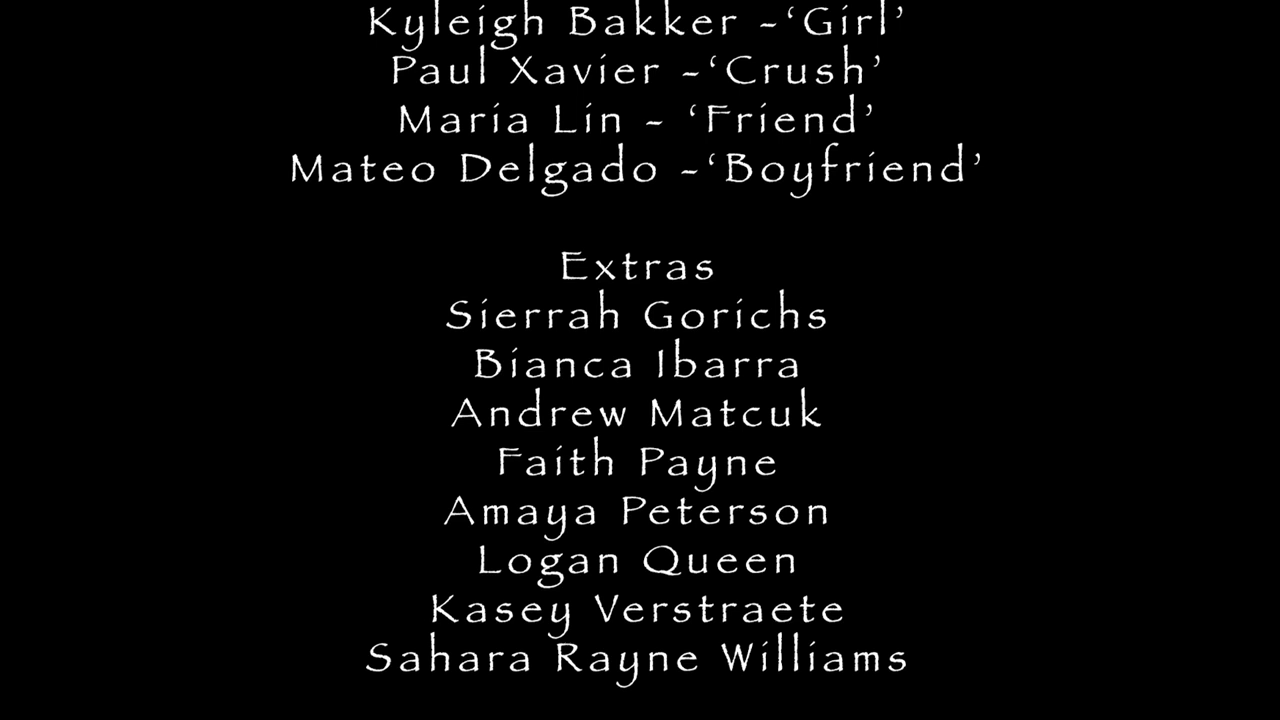 Kyleigh Bakker -‘Girl’
Paul Xavier -‘Crush’
Maria Lin - ‘Friend’
Mateo Delgado -‘Boyfriend’
Extras
Sierrah Gorichs
Bianca Ibarra
Andrew Matcuk
Faith Payne
Amaya Peterson
Logan Queen
Kasey Verstraete
Sahara Rayne Williams